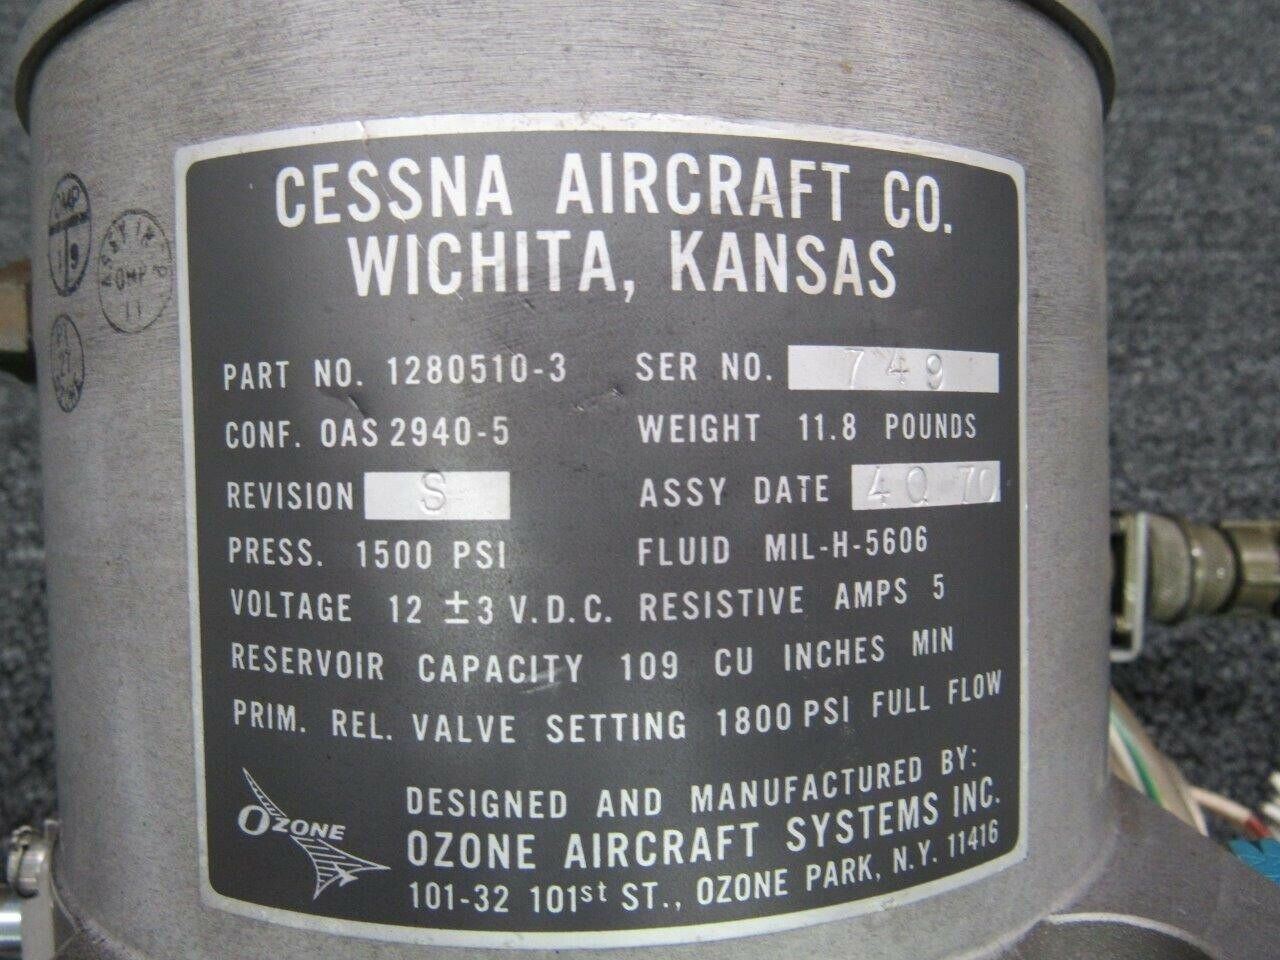 CESSNA AIRCRAFT CO.
WICHITA, KANSAS
PART NO. 1280510-3 SER NO. 749
CONF. OAS 2940-5 WEIGHT 11.8 POUNDS
REVISION S ASSY DATE 4Q 70
PRESS. 1500 PSI FLUID MIL-H-5606
VOLTAGE 12 ±3 V.D.C. RESISTIVE AMPS 5
RESERVOIR CAPACITY 109 CU INCHES MIN
PRIM. REL. VALVE SETTING 1800 PSI FULL FLOW
OZONE
DESIGNED AND MANUFACTURED BY:
OZONE AIRCRAFT SYSTEMS INC.
101-32 101st ST., OZONE PARK, N.Y. 11416